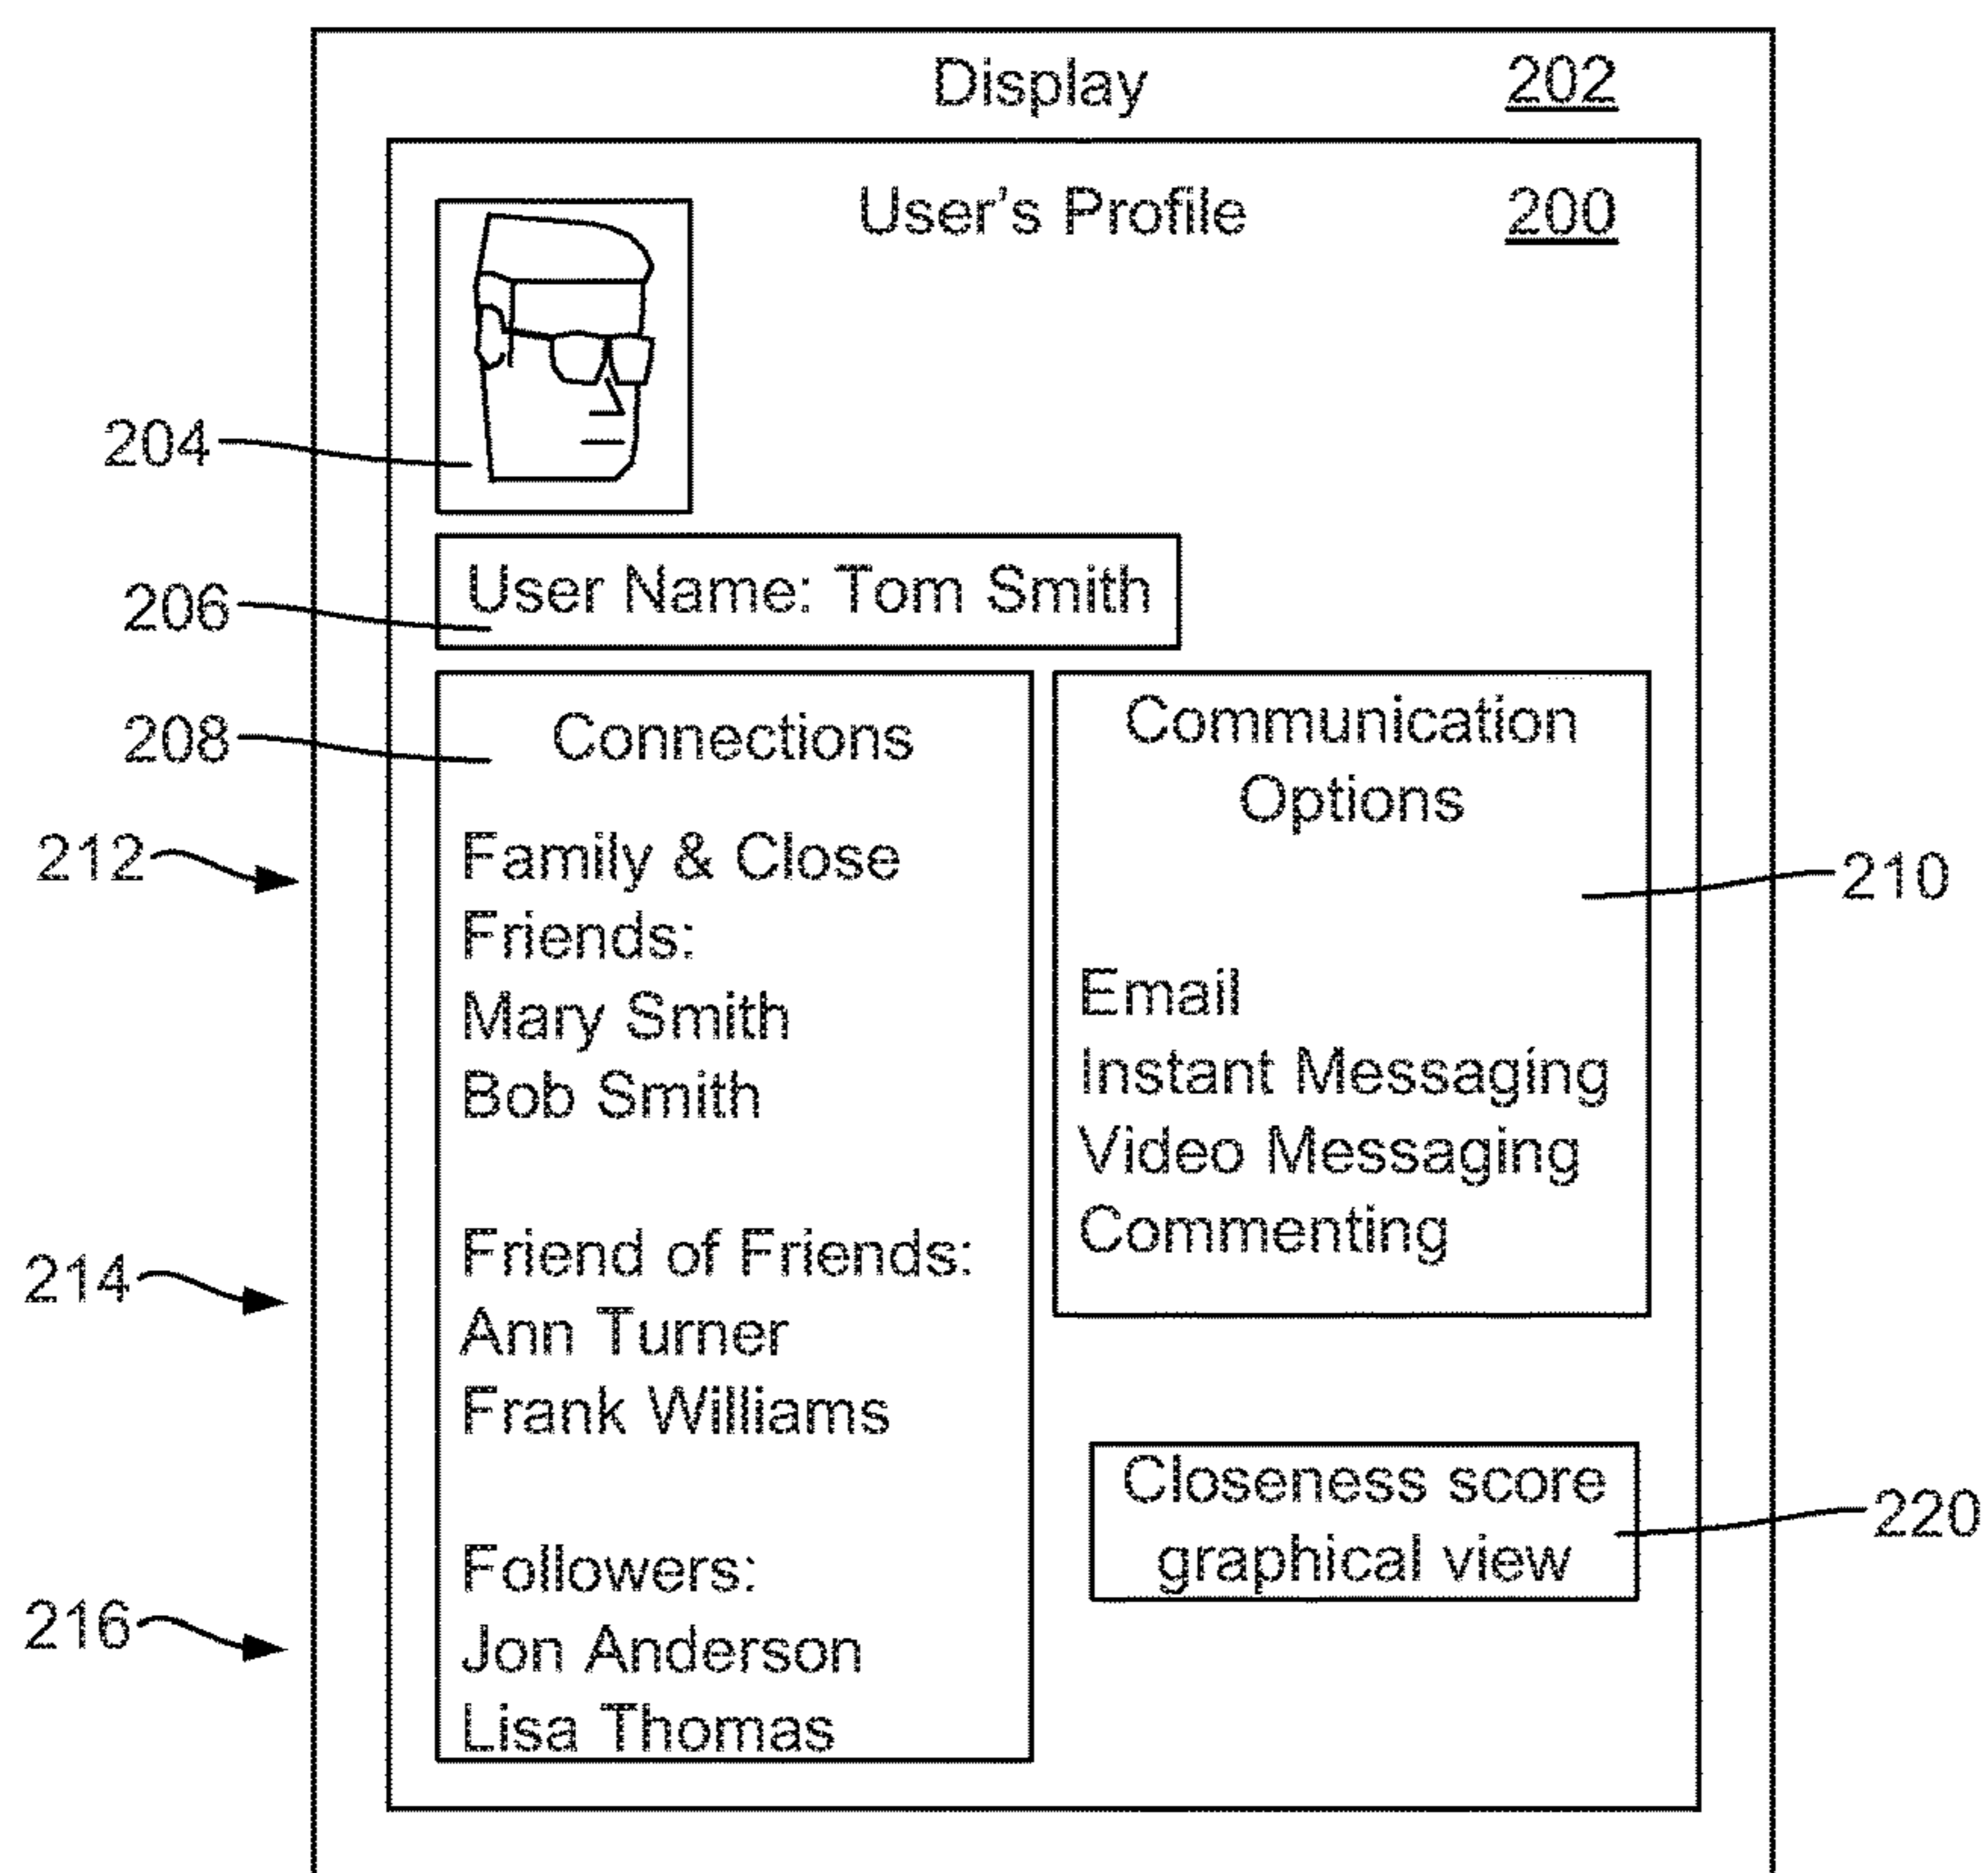 Display 202
User's Profile 200
204
User Name: Tom Smith
206
208
Connections
212
Family & Close
Friends:
Mary Smith
Bob Smith
214
Friend of Friends:
Ann Turner
Frank Williams
216
Followers:
Jon Anderson
Lisa Thomas
Communication
Options
210
Email
Instant Messaging
Video Messaging
Commenting
Closeness score
graphical view
220